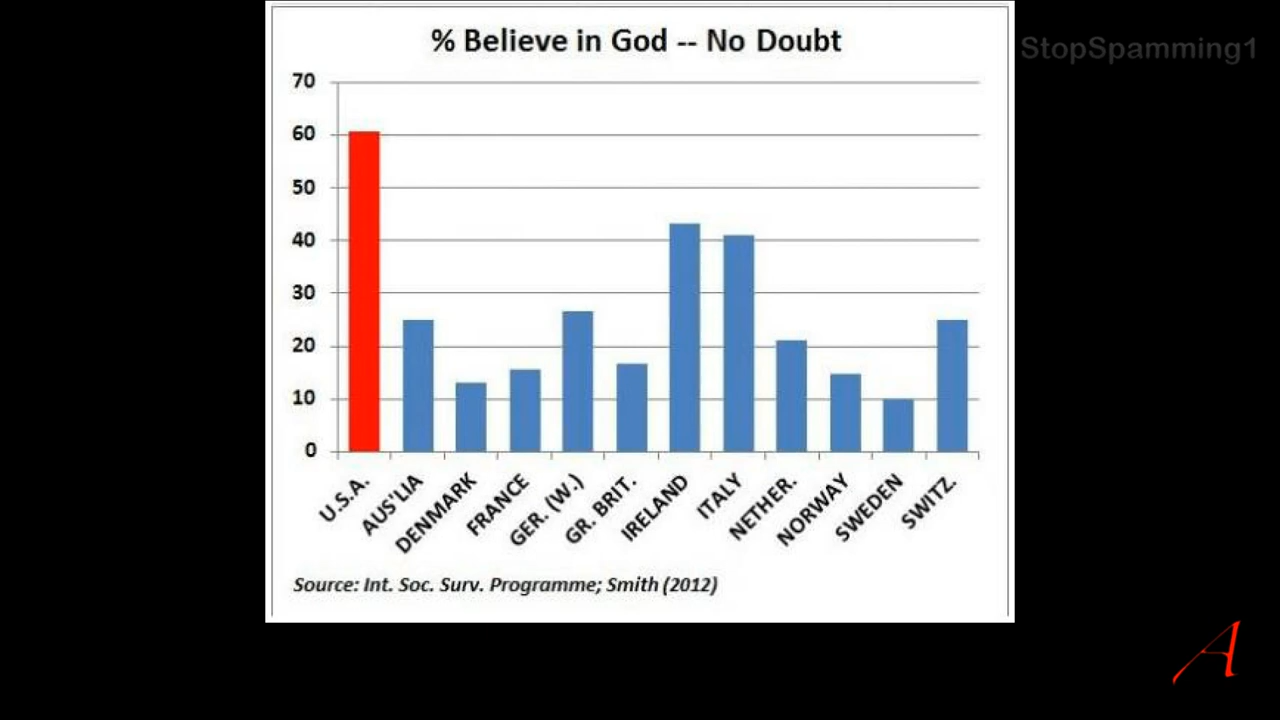 % Believe in God -- No Doubt
StopSpamming1
70
60
50
40
30
20
10
0
U.S.A.
AUS'LIA
DENMARK
FRANCE
GER. (W.)
GR. BRIT.
IRELAND
ITALY
NETHER.
NORWAY
SWEDEN
SWITZ.
Source: Int. Soc. Surv. Programme; Smith (2012)
A